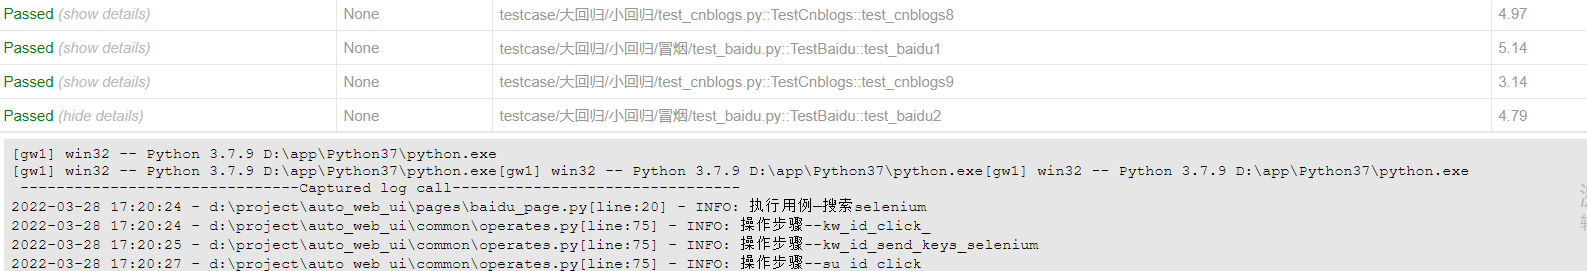 Passed (show details) None testcase/大回归/小回归/test_cnblogs.py::TestCnblogs::test_cnblogs8 4.97
Passed (show details) None testcase/大回归/小回归/冒烟/test_baidu.py::TestBaidu::test_baidu1 5.14
Passed (show details) None testcase/大回归/小回归/test_cnblogs.py::TestCnblogs::test_cnblogs9 3.14
Passed (hide details) None testcase/大回归/小回归/冒烟/test_baidu.py::TestBaidu::test_baidu2 4.79
[gw1] win32 -- Python 3.7.9 D:\app\Python37\python.exe
[gw1] win32 -- Python 3.7.9 D:\app\Python37\python.exe[gw1] win32 -- Python 3.7.9 D:\app\Python37\python.exe[gw1] win32 -- Python 3.7.9 D:\app\Python37\python.exe
-------------------------------Captured log call--------------------------------
2022-03-28 17:20:24 - d:\project\auto_web_ui\pages\baidu_page.py[line:20] - INFO: 执行用例—搜索selenium
2022-03-28 17:20:24 - d:\project\auto_web_ui\common\operates.py[line:75] - INFO: 操作步骤--kw_id_click_
2022-03-28 17:20:25 - d:\project\auto_web_ui\common\operates.py[line:75] - INFO: 操作步骤--kw_id_send_keys_selenium
2022-03-28 17:20:27 - d:\project\auto_web_ui\common\operates.py[line:75] - INFO: 操作步骤--su_id_click